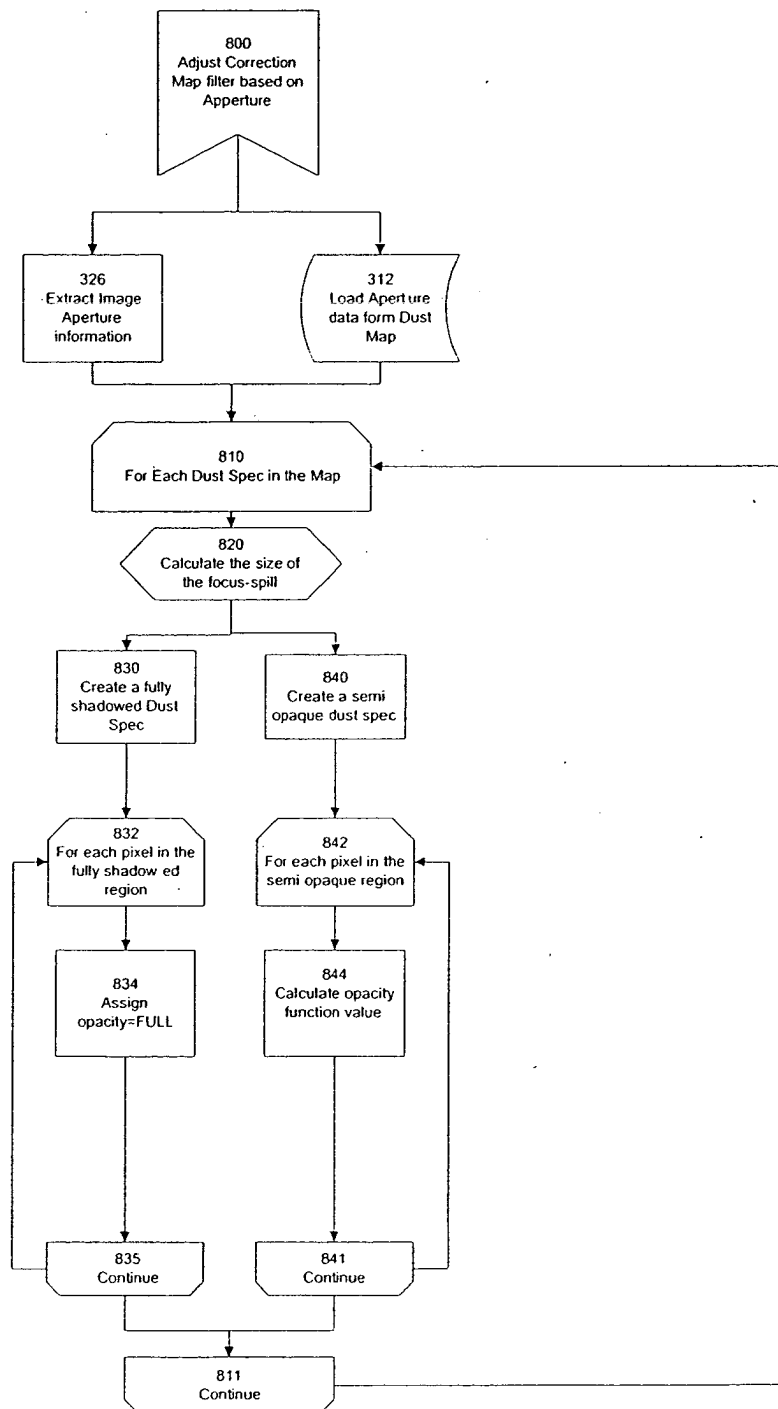 800
Adjust Correction
Map filter based on
Apperture
326
Extract Image
Aperture
information
312
Load Aperture
data form Dust
Map
810
For Each Dust Spec in the Map
820
Calculate the size of
the focus-spill
830
Create a fully
shadowed Dust
Spec
840
Create a semi
opaque dust spec
832
For each pixel in the
fully shadow ed
region
842
For each pixel in the
semi opaque region
834
Assign
opacity=FULL
844
Calculate opacity
function value
835
Continue
841
Continue
811
Continue